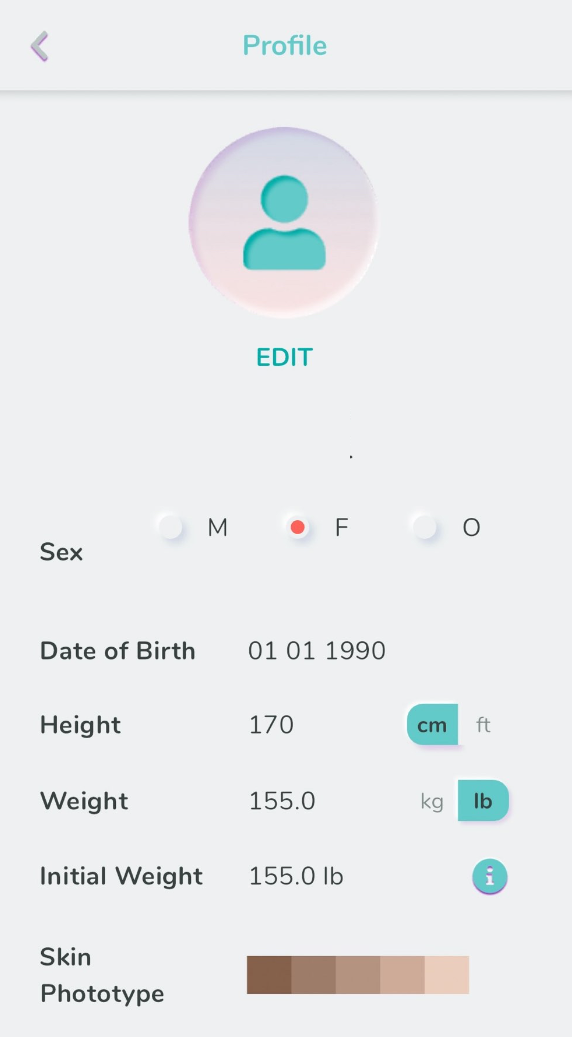 Profile
EDIT
.
M F O
Sex
Date of Birth 01 01 1990
Height 170 cm ft
Weight 155.0 kg lb
Initial Weight 155.0 lb i
Skin
Phototype